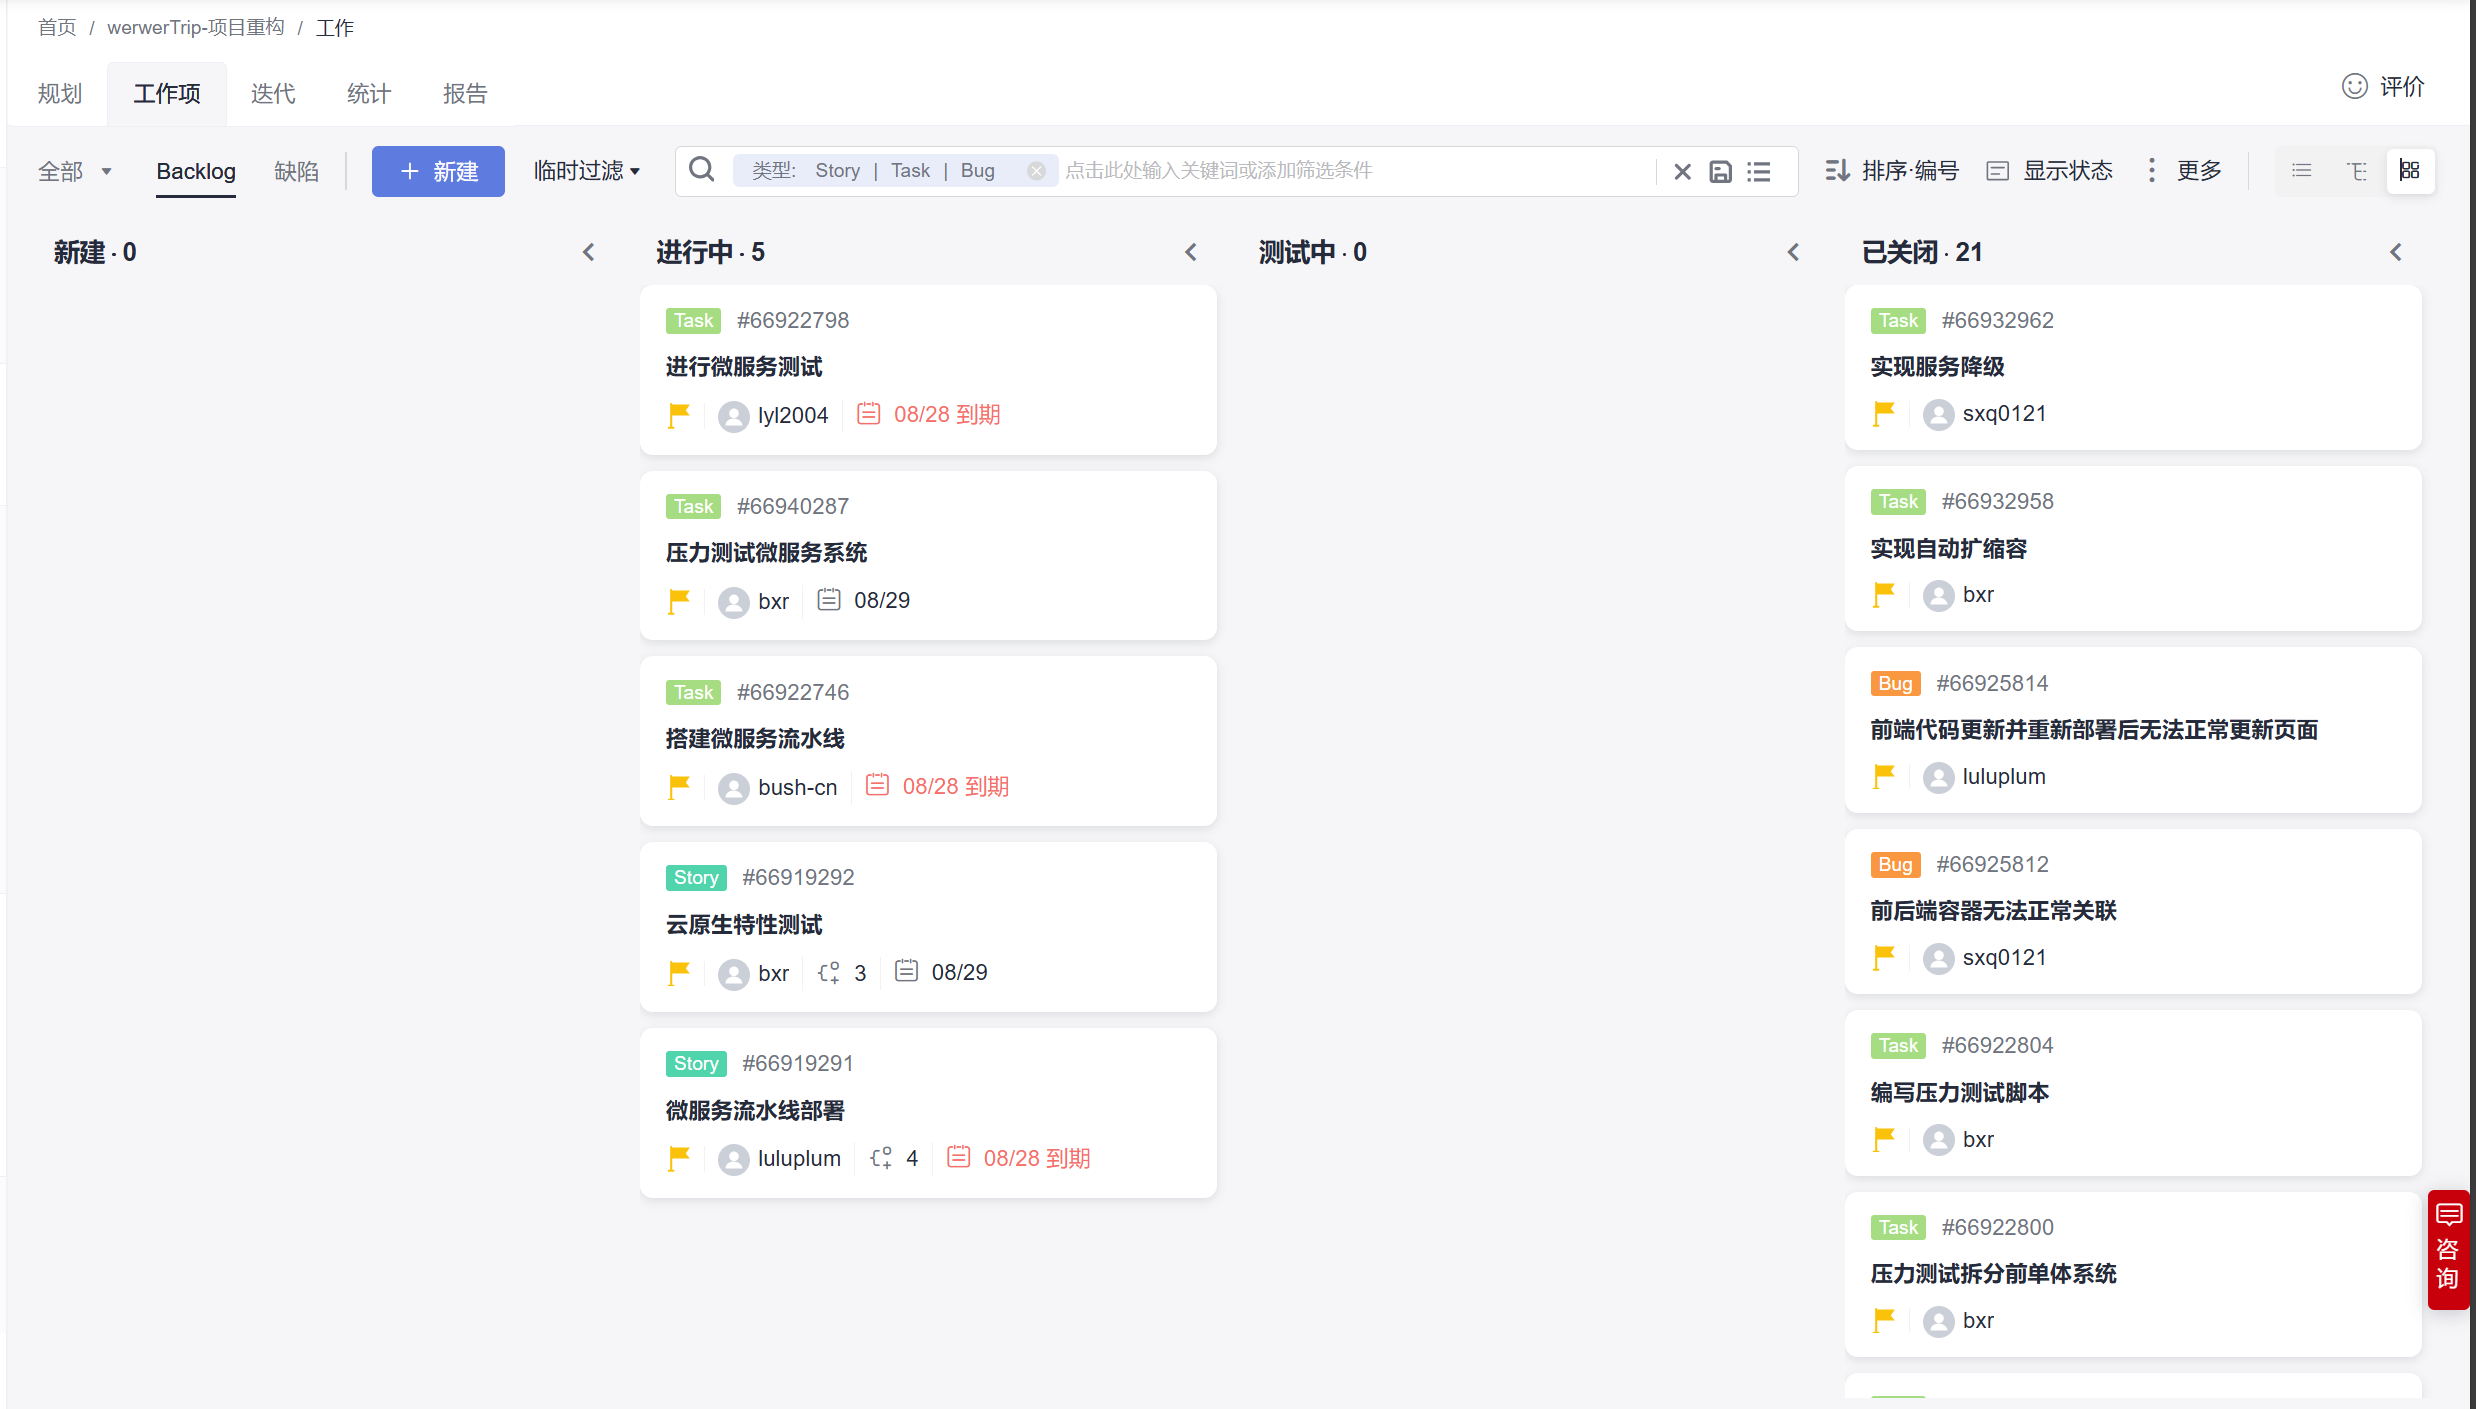 首页 / werwerTrip-项目重构 / 工作
规划 工作项 迭代 统计 报告
评价
全部 Backlog 缺陷 + 新建 临时过滤 类型: Story | Task | Bug 点击此处输入关键词或添加筛选条件 排序·编号 显示状态 更多
新建 · 0
进行中 · 5
Task #66922798
进行微服务测试
lyl2004 08/28 到期
Task #66940287
压力测试微服务系统
bxr 08/29
Task #66922746
搭建微服务流水线
bush-cn 08/28 到期
Story #66919292
云原生特性测试
bxr 3 08/29
Story #66919291
微服务流水线部署
luluplum 4 08/28 到期
测试中 · 0
已关闭 · 21
Task #66932962
实现服务降级
sxq0121
Task #66932958
实现自动扩缩容
bxr
Bug #66925814
前端代码更新并重新部署后无法正常更新页面
luluplum
Bug #66925812
前后端容器无法正常关联
sxq0121
Task #66922804
编写压力测试脚本
bxr
Task #66922800
压力测试拆分前单体系统
bxr
咨
询